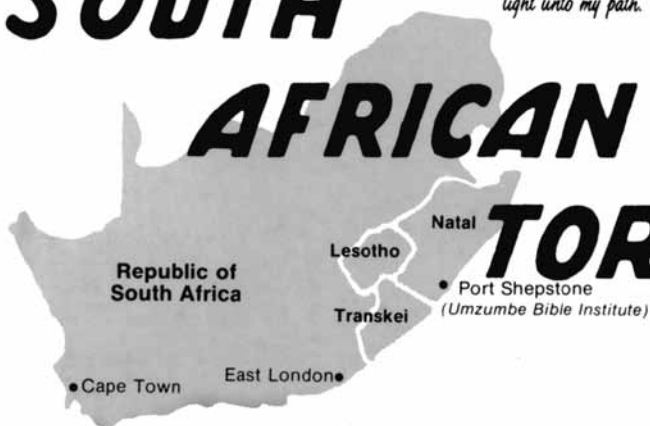 SOUTH
light unto my path.
AFRICAN
Natal
TOR
Lesotho
Republic of
South Africa
Port Shepstone
(Umzumbe Bible Institute)
Transkei
East London
Cape Town